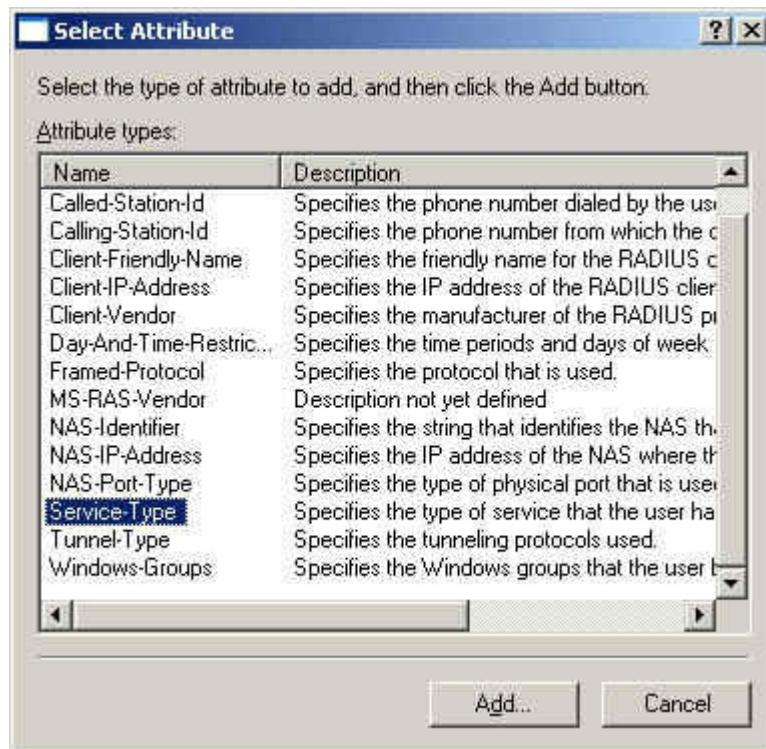 Select Attribute
Select the type of attribute to add, and then click the Add button.
Attribute types:
Name Description
Called-Station-Id Specifies the phone number dialed by the use
Calling-Station-Id Specifies the phone number from which the c
Client-Friendly-Name Specifies the friendly name for the RADIUS c
Client-IP-Address Specifies the IP address of the RADIUS clien
Client-Vendor Specifies the manufacturer of the RADIUS pr
Day-And-Time-Restric... Specifies the time periods and days of week
Framed-Protocol Specifies the protocol that is used.
MS-RAS-Vendor Description not yet defined
NAS-Identifier Specifies the string that identifies the NAS tha
NAS-IP-Address Specifies the IP address of the NAS where th
NAS-Port-Type Specifies the type of physical port that is used
Service-Type Specifies the type of service that the user ha
Tunnel-Type Specifies the tunneling protocols used.
Windows-Groups Specifies the Windows groups that the user b
Add... Cancel